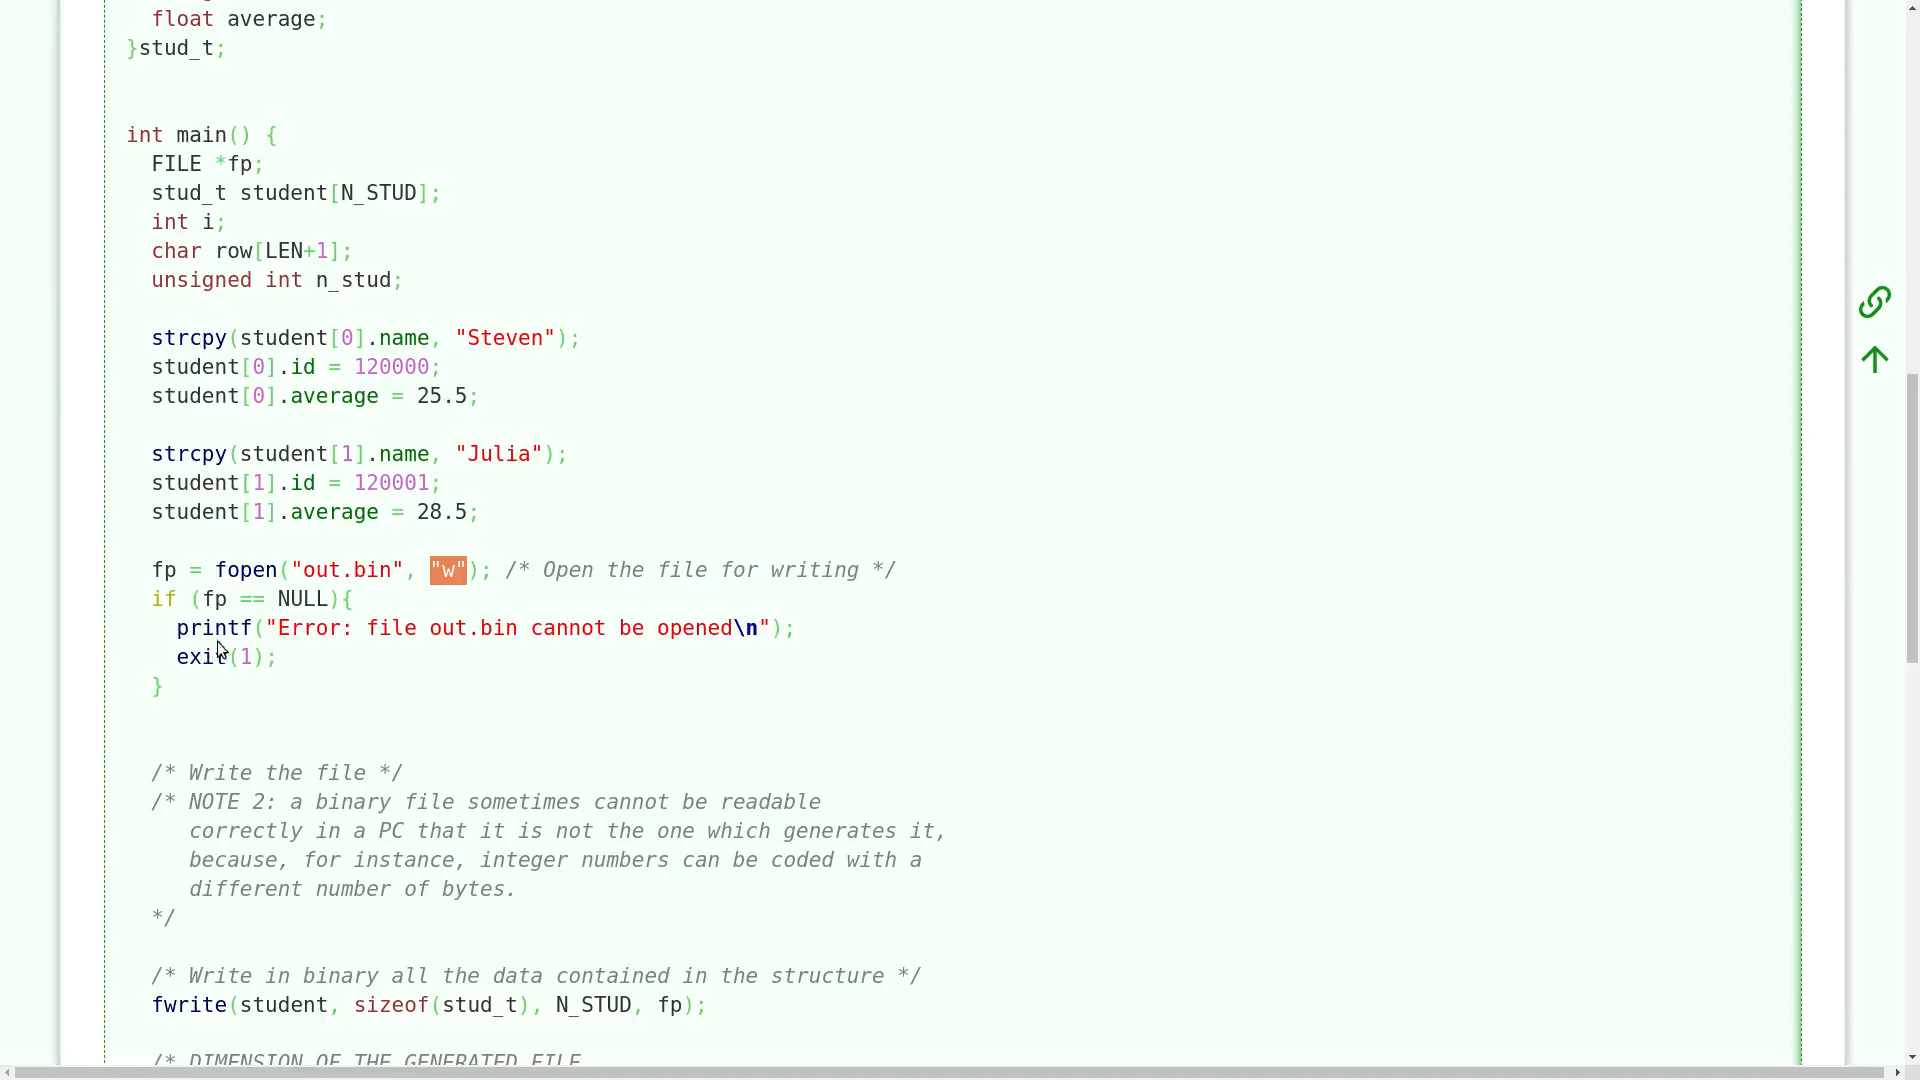 float average;
}stud_t;
int main() {
FILE *fp;
stud_t student[N_STUD];
int i;
char row[LEN+1];
unsigned int n_stud;
strcpy(student[0].name, "Steven");
student[0].id = 120000;
student[0].average = 25.5;
strcpy(student[1].name, "Julia");
student[1].id = 120001;
student[1].average = 28.5;
fp = fopen("out.bin", "w"); /* Open the file for writing */
if (fp == NULL){
printf("Error: file out.bin cannot be opened\n");
exit(1);
}
/* Write the file */
/* NOTE 2: a binary file sometimes cannot be readable
correctly in a PC that it is not the one which generates it,
because, for instance, integer numbers can be coded with a
different number of bytes.
*/
/* Write in binary all the data contained in the structure */
fwrite(student, sizeof(stud_t), N_STUD, fp);
/* DIMENSION OF THE GENERATED FILE